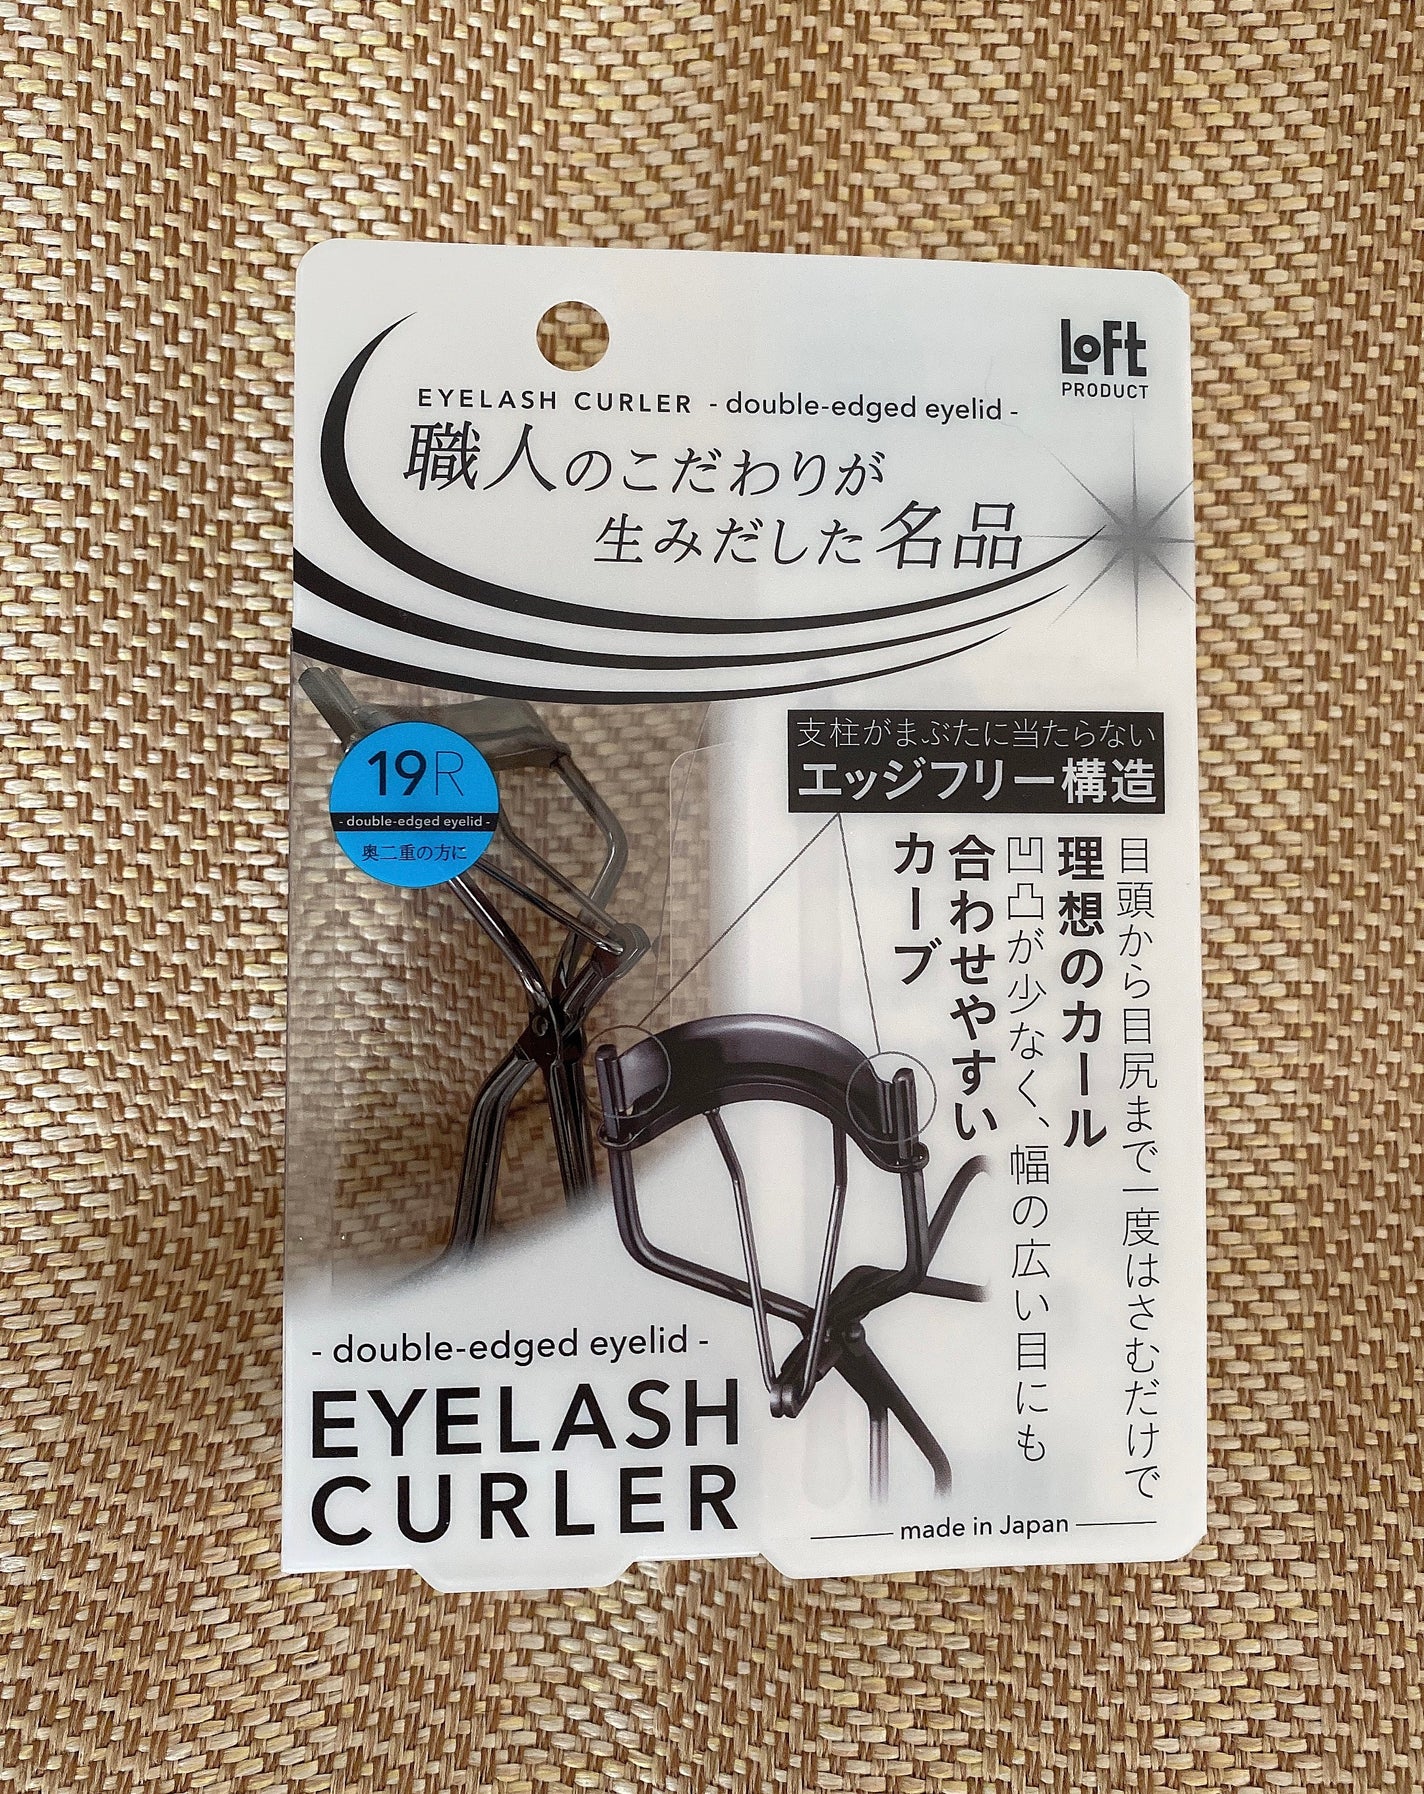 LoFt
PRODUCT
EYELASH CURLER - double-edged eyelid -
職人のこだわりが
生みだした名品
19R
- double-edged eyelid -
奥二重の方に
支柱がまぶたに当たらない
エッジフリー構造
目頭から目尻まで一度はさむだけで
理想のカール
凹凸が少なく、幅の広い目にも
合わせやすい
カーブ
- double-edged eyelid -
EYELASH
CURLER
made in Japan